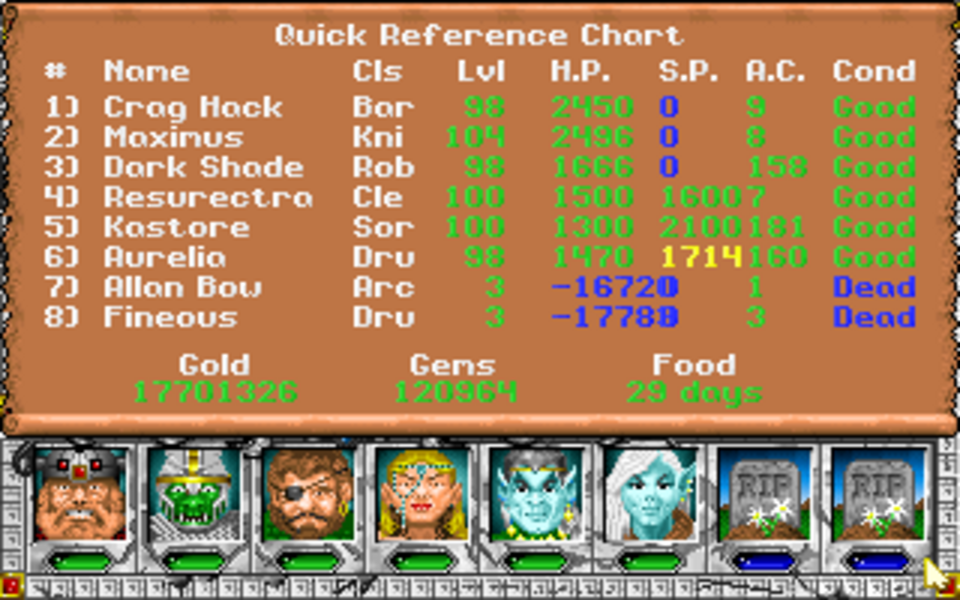 Quick Reference Chart
# Name Cls Lvl H.P. S.P. A.C. Cond
1) Crag Hack Bar 98 2450 0 9 Good
2) Maximus Kni 104 2496 0 8 Good
3) Dark Shade Rob 98 1666 0 158 Good
4) Resurectra Cle 100 1500 1600 7 Good
5) Kastore Sor 100 1300 2100 181 Good
6) Aurelia Dru 98 1470 1714 160 Good
7) Allan Bow Arc 3 1 Dead
8) Fineous Dru 3 3 Dead
Gold Gems Food
17701326 120964 29 days
RIP RIP